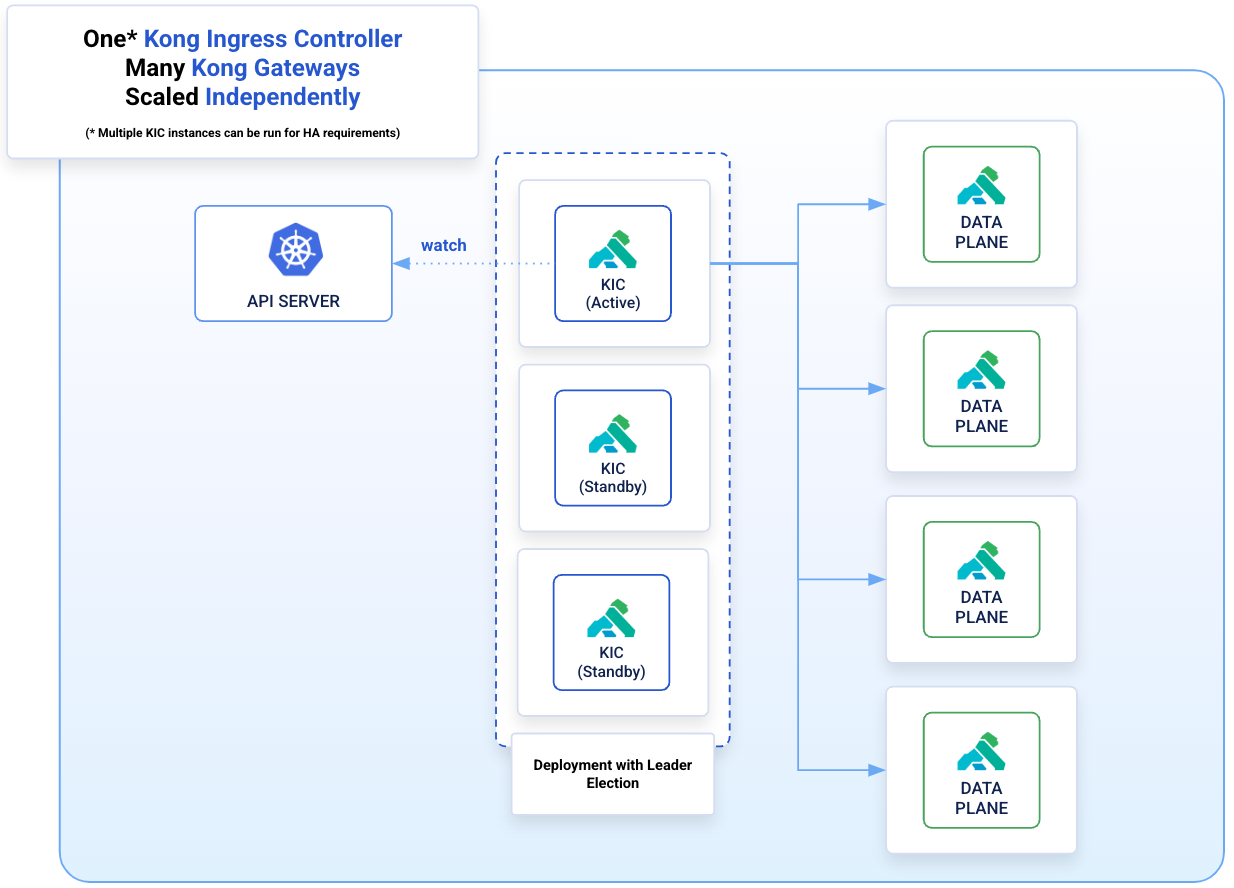 One* Kong Ingress Controller
Many Kong Gateways
Scaled Independently
(* Multiple KIC instances can be run for HA requirements)
API SERVER
watch
KIC
(Active)
KIC
(Standby)
KIC
(Standby)
Deployment with Leader
Election
DATA
PLANE
DATA
PLANE
DATA
PLANE
DATA
PLANE